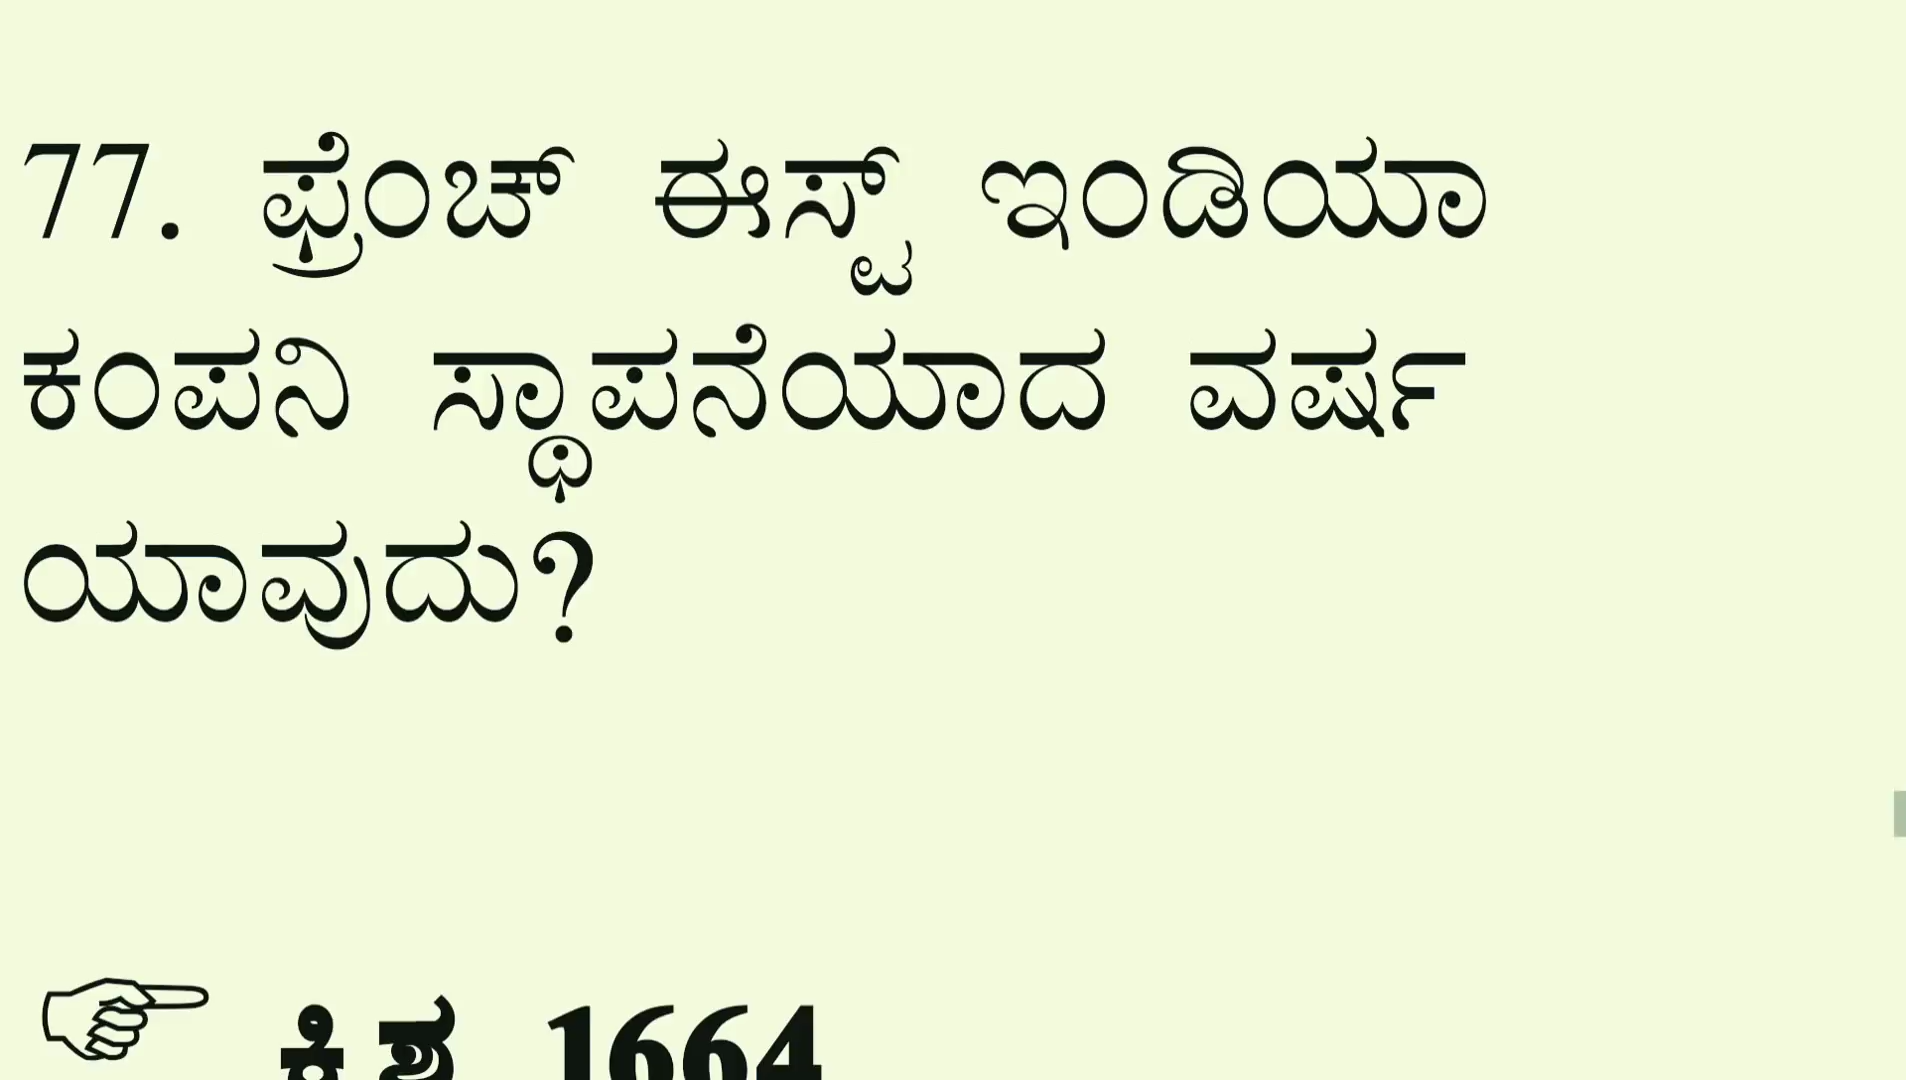 77. ಫ್ರೆಂಚ್ ಈಸ್ಟ್ ಇಂಡಿಯಾ
ಕಂಪನಿ ಸ್ಥಾಪನೆಯಾದ ವರ್ಷ
ಯಾವುದು?
☞ ಕ್ರಿ.ಶ. 1664